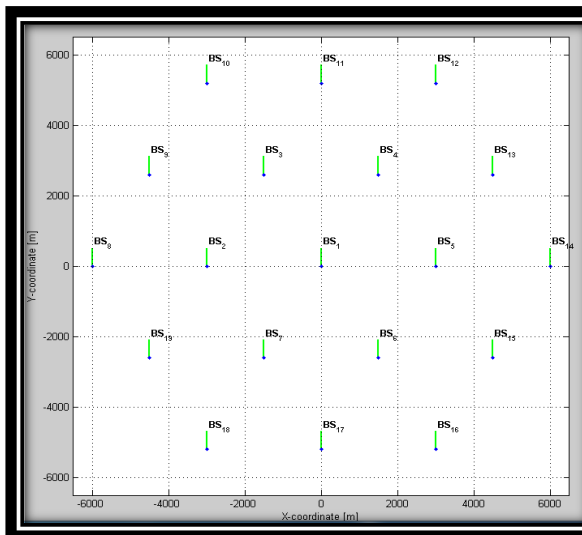 BS10 BS11 BS12
6000
4000
BS9 BS3 BS4 BS13
2000
BS8 BS2 BS1 BS5 BS14
0
Y-coordinate [m]
BS19 BS7 BS6 BS15
-2000
-4000
BS18 BS17 BS16
-6000
-6000 -4000 -2000 0 2000 4000 6000
X-coordinate [m]